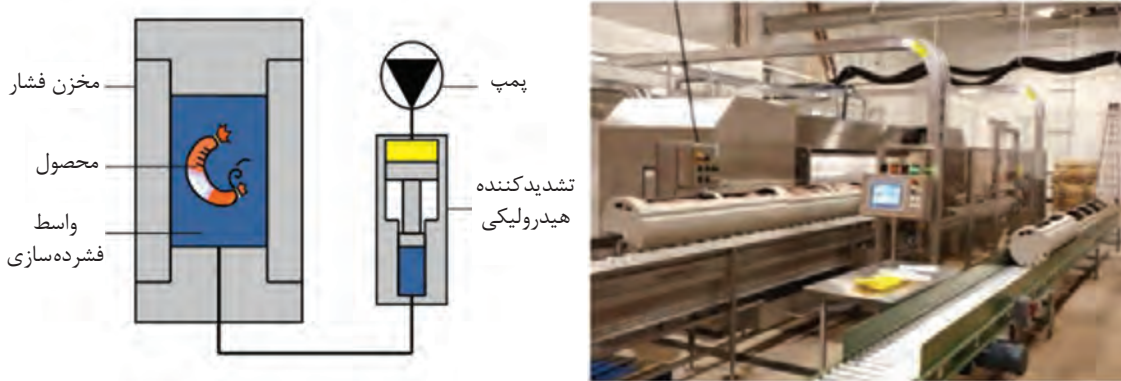 مخزن فشار
محصول
واسط
فشرده‌سازی
پمپ
تشدیدکننده
هیدرولیکی